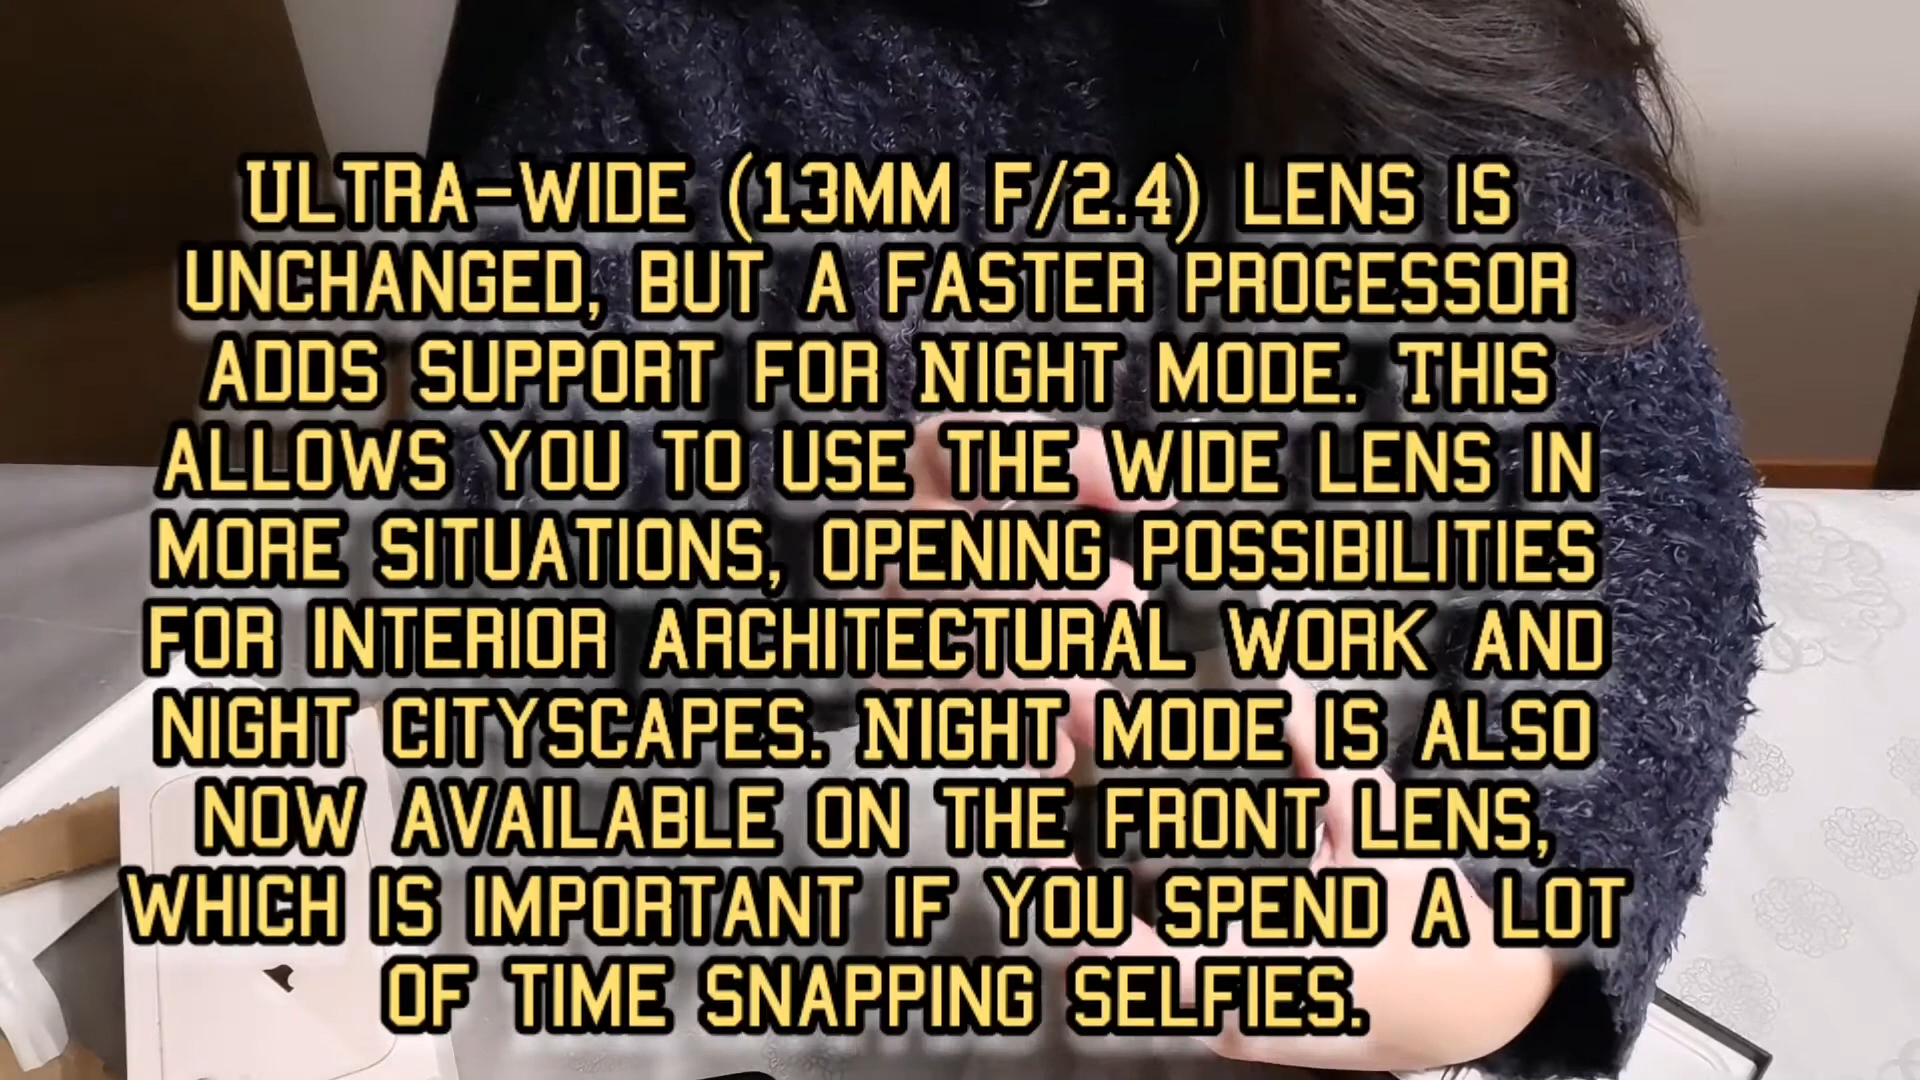 ULTRA-WIDE (13MM F/2.4) LENS IS
UNCHANGED, BUT A FASTER PROCESSOR
ADDS SUPPORT FOR NIGHT MODE. THIS
ALLOWS YOU TO USE THE WIDE LENS IN
MORE SITUATIONS, OPENING POSSIBILITIES
FOR INTERIOR ARCHITECTURAL WORK AND
NIGHT CITYSCAPES. NIGHT MODE IS ALSO
NOW AVAILABLE ON THE FRONT LENS,
WHICH IS IMPORTANT IF YOU SPEND A LOT
OF TIME SNAPPING SELFIES.